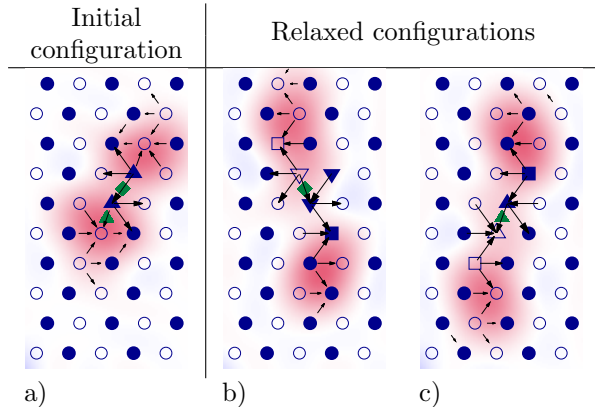 Initial
configuration
Relaxed configurations
a)
b)
c)